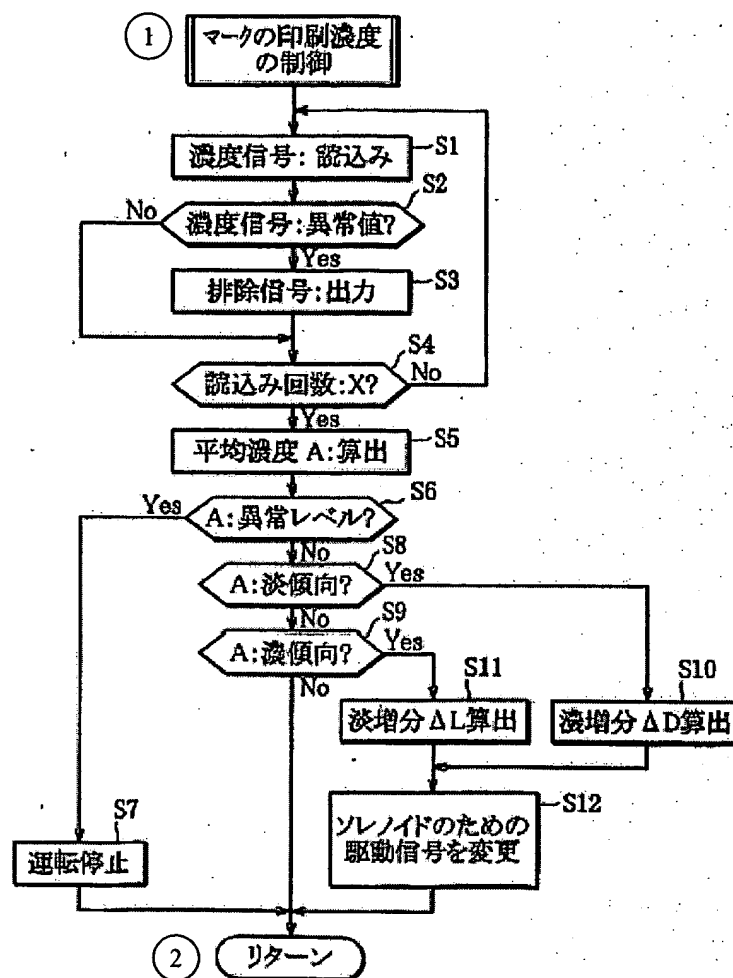 1
マークの印刷濃度
の制御
濃度信号:読込み
S1
濃度信号:異常値?
S2
No
Yes
排除信号:出力
S3
読込み回数:X?
S4
No
Yes
平均濃度 A:算出
S5
A:異常レベル?
S6
Yes
No
A:淡傾向?
S8
Yes
No
A:濃傾向?
S9
Yes
No
淡増分ΔL算出
S11
濃増分ΔD算出
S10
ソレノイドのための
駆動信号を変更
S12
運転停止
S7
2
リターン